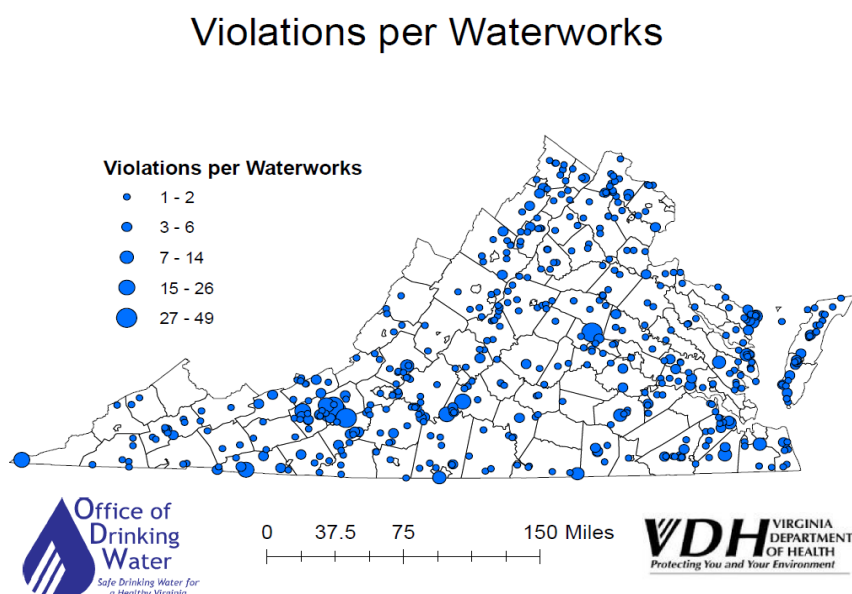 Violations per Waterworks
Violations per Waterworks
1 - 2
3 - 6
7 - 14
15 - 26
27 - 49
Office of
Drinking
Water
Safe Drinking Water for
a Healthy Virginia
0 37.5 75 150 Miles
VDH VIRGINIA
DEPARTMENT
OF HEALTH
Protecting You and Your Environment